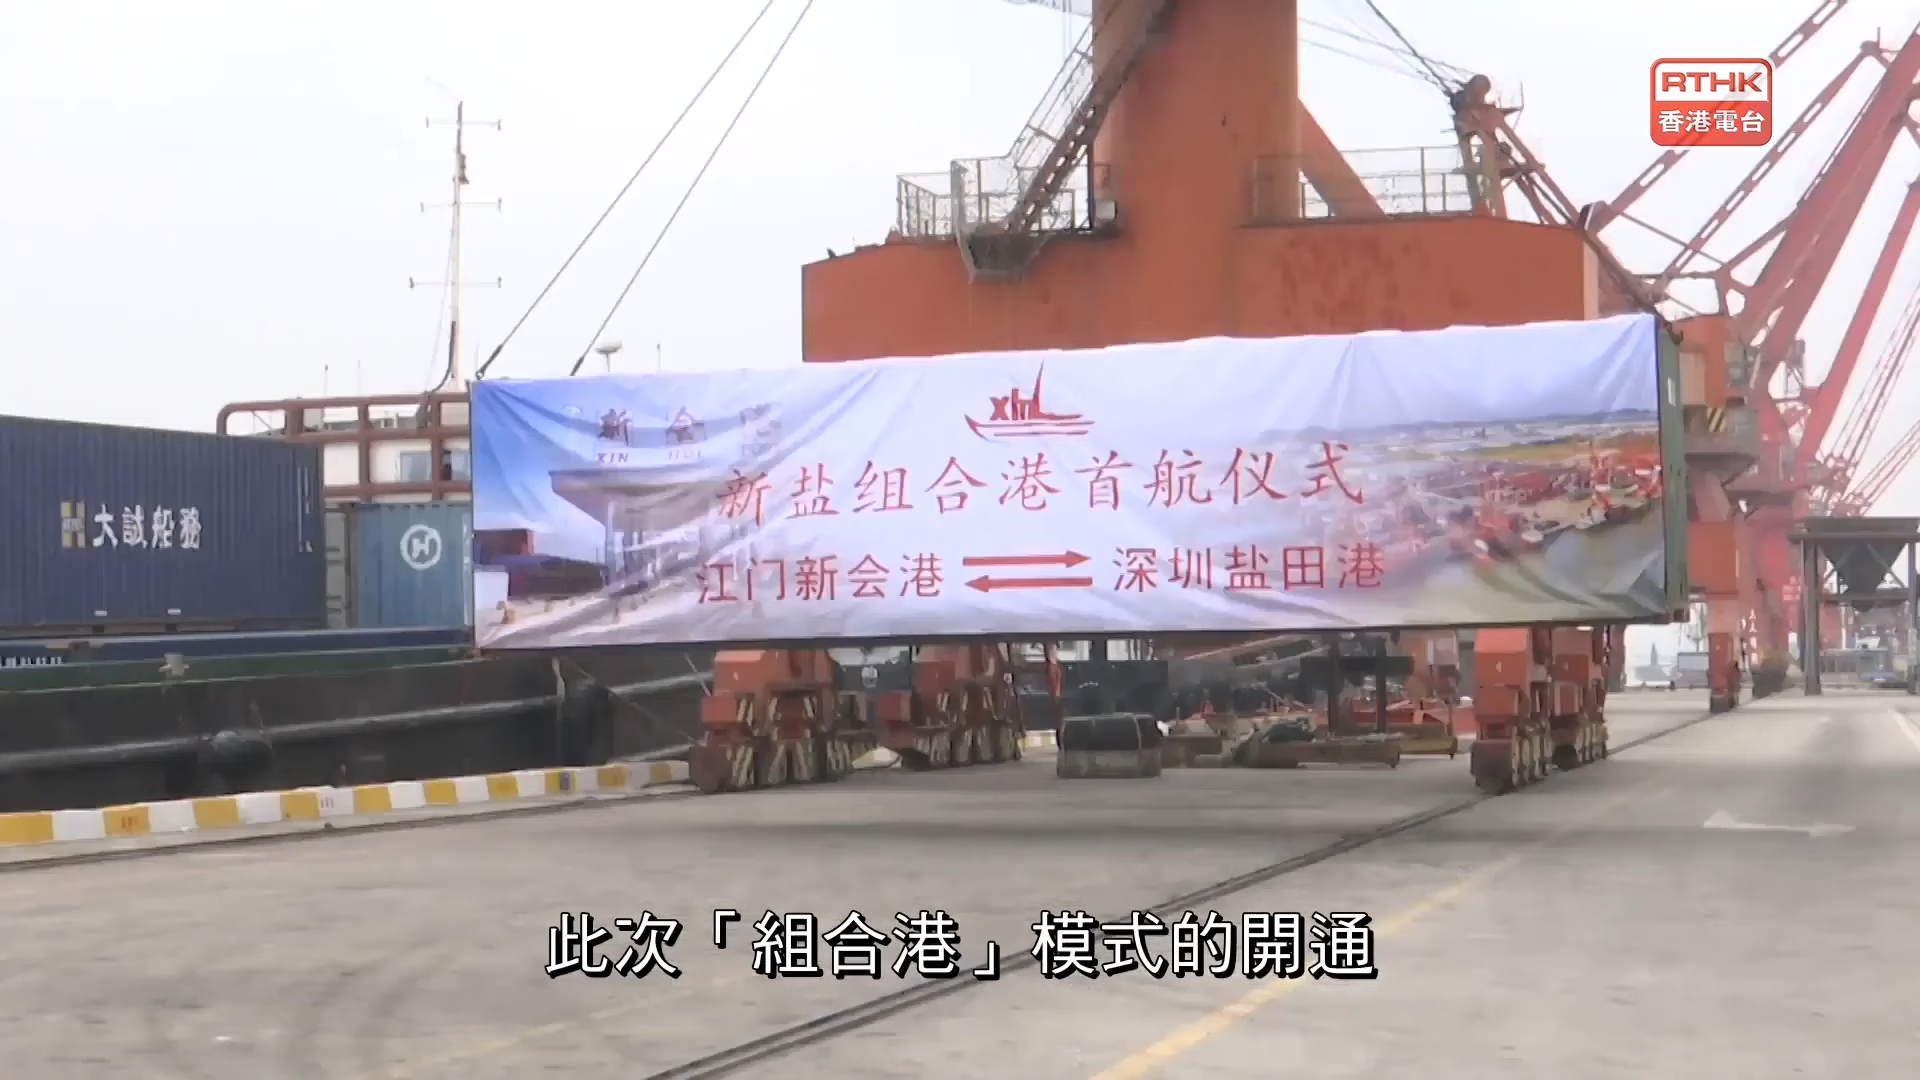 RTHK
香港電台
新 会 港
XIN HUI
XIN
新盐组合港首航仪式
江门新会港 深圳盐田港
大誠船務
此次「組合港」模式的開通